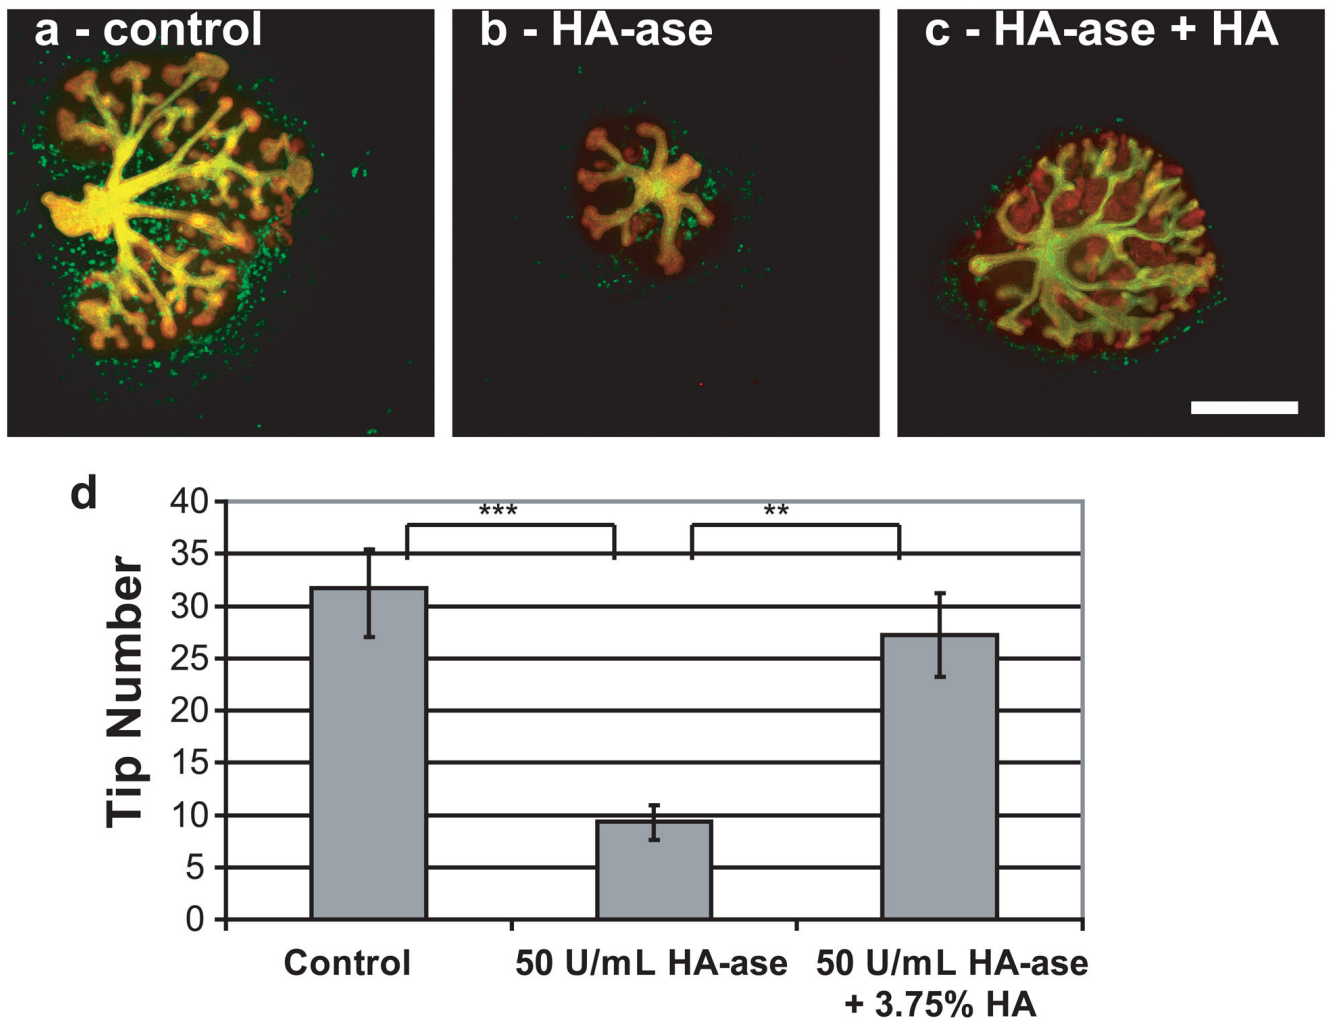 a - control
b - HA-ase
c - HA-ase + HA
d
Tip Number
40
35
30
25
20
15
10
5
0
***
**
Control
50 U/mL HA-ase
50 U/mL HA-ase
+ 3.75% HA